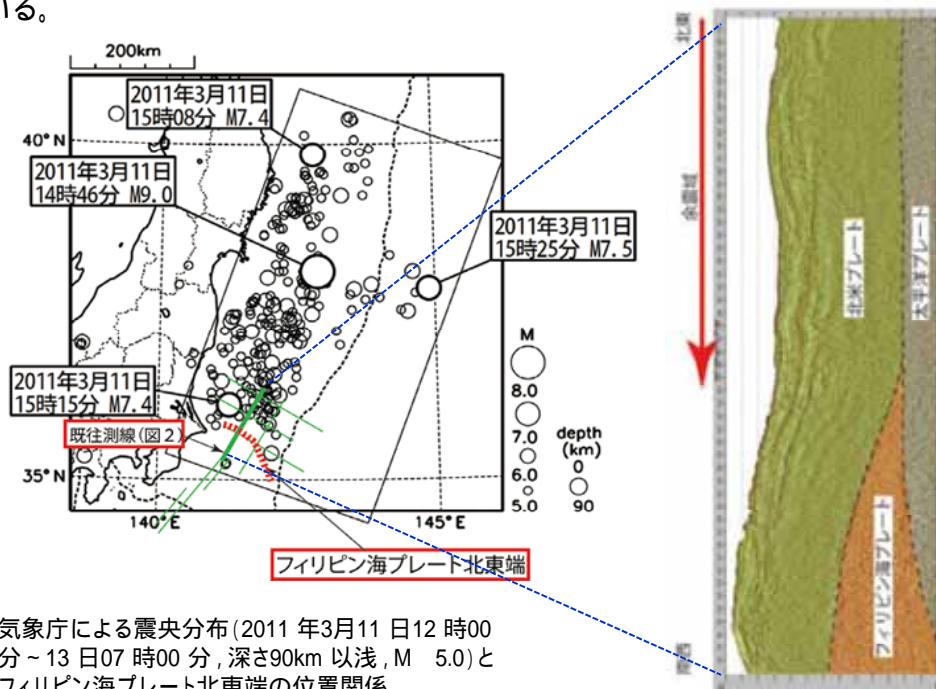 いる。
200km
2011年3月11日
15時08分 M7.4
40°N
2011年3月11日
14時46分 M9.0
2011年3月11日
15時25分 M7.5
2011年3月11日
15時15分 M7.4
既往測線(図2)
35°N
140°E
145°E
M
8.0
7.0
6.0
5.0
depth
(km)
0
90
フィリピン海プレート北東端
気象庁による震央分布(2011 年3月11 日12 時00
分~13 日07 時00 分,深さ90km 以浅,M 5.0)と
フィリピン海プレート北東端の位置関係
北東
余震域
北米プレート
太平洋プレート
フィリピン海プレート
南西